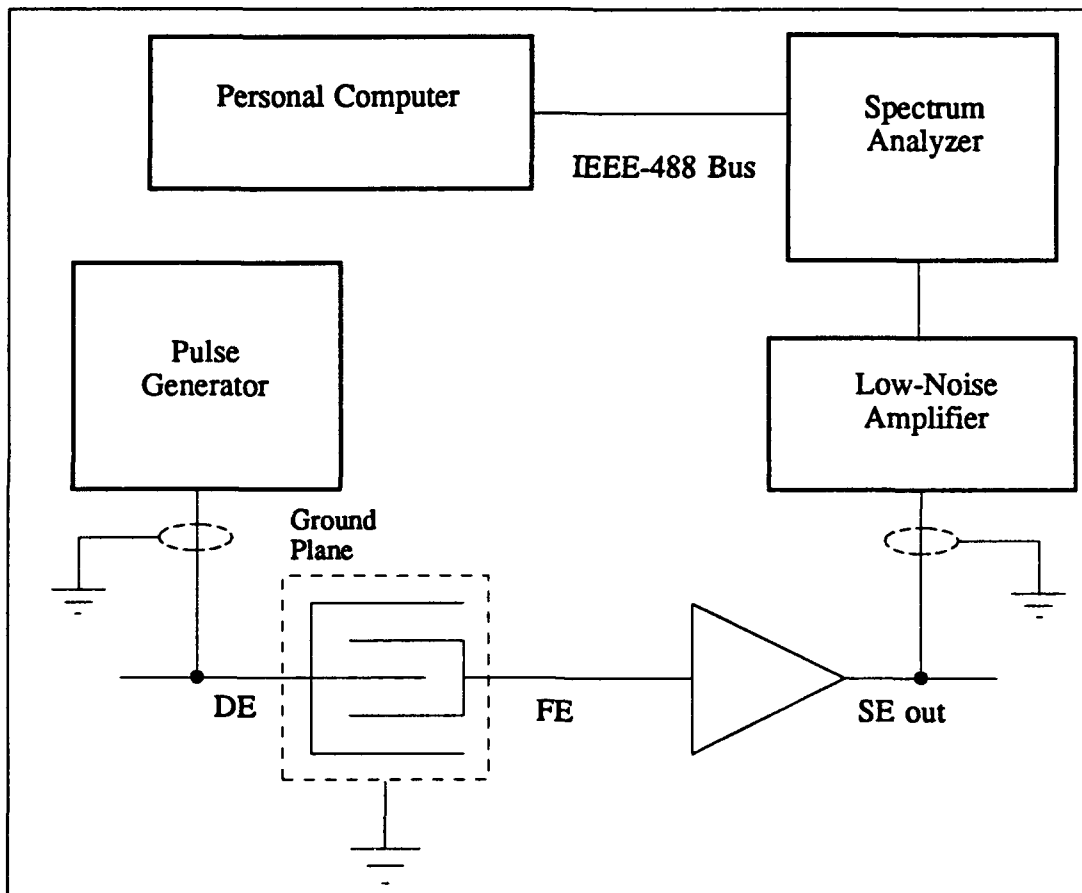 Personal Computer
Spectrum
Analyzer
IEEE-488 Bus
Pulse
Generator
Low-Noise
Amplifier
Ground
Plane
DE
FE
SE out